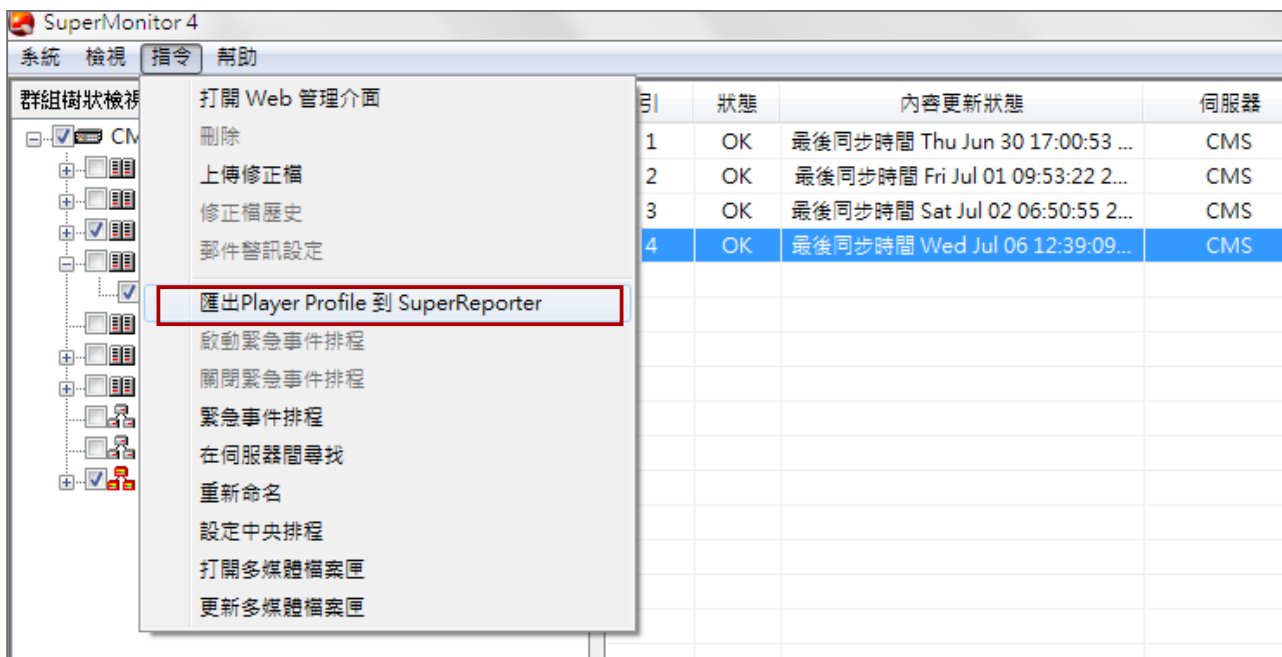 SuperMonitor 4
系統 檢視 指令 幫助
群組樹狀檢視
CM
打開 Web 管理介面
刪除
上傳修正檔
修正檔歷史
郵件警訊設定
匯出Player Profile 到 SuperReporter
啟動緊急事件排程
關閉緊急事件排程
緊急事件排程
在伺服器間尋找
重新命名
設定中央排程
打開多媒體檔案匣
更新多媒體檔案匣
引 狀態 內容更新狀態 伺服器
1 OK 最後同步時間 Thu Jun 30 17:00:53 ... CMS
2 OK 最後同步時間 Fri Jul 01 09:53:22 2... CMS
3 OK 最後同步時間 Sat Jul 02 06:50:55 2... CMS
4 OK 最後同步時間 Wed Jul 06 12:39:09... CMS